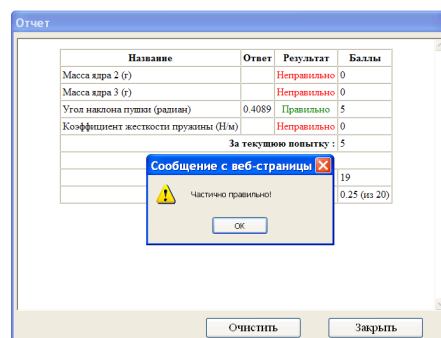 Отчет
Название Ответ Результат Баллы
Масса ядра 2 (г) Неправильно 0
Масса ядра 3 (г) Неправильно 0
Угол наклона пушки (радиан) 0.4089 Правильно 5
Коэффициент жесткости пружины (Н/м) Неправильно 0
За текущую попытку : 5
Сообщение с веб-страницы
19
Частично правильно!
0.25 (из 20)
OK
Очистить Закрыть